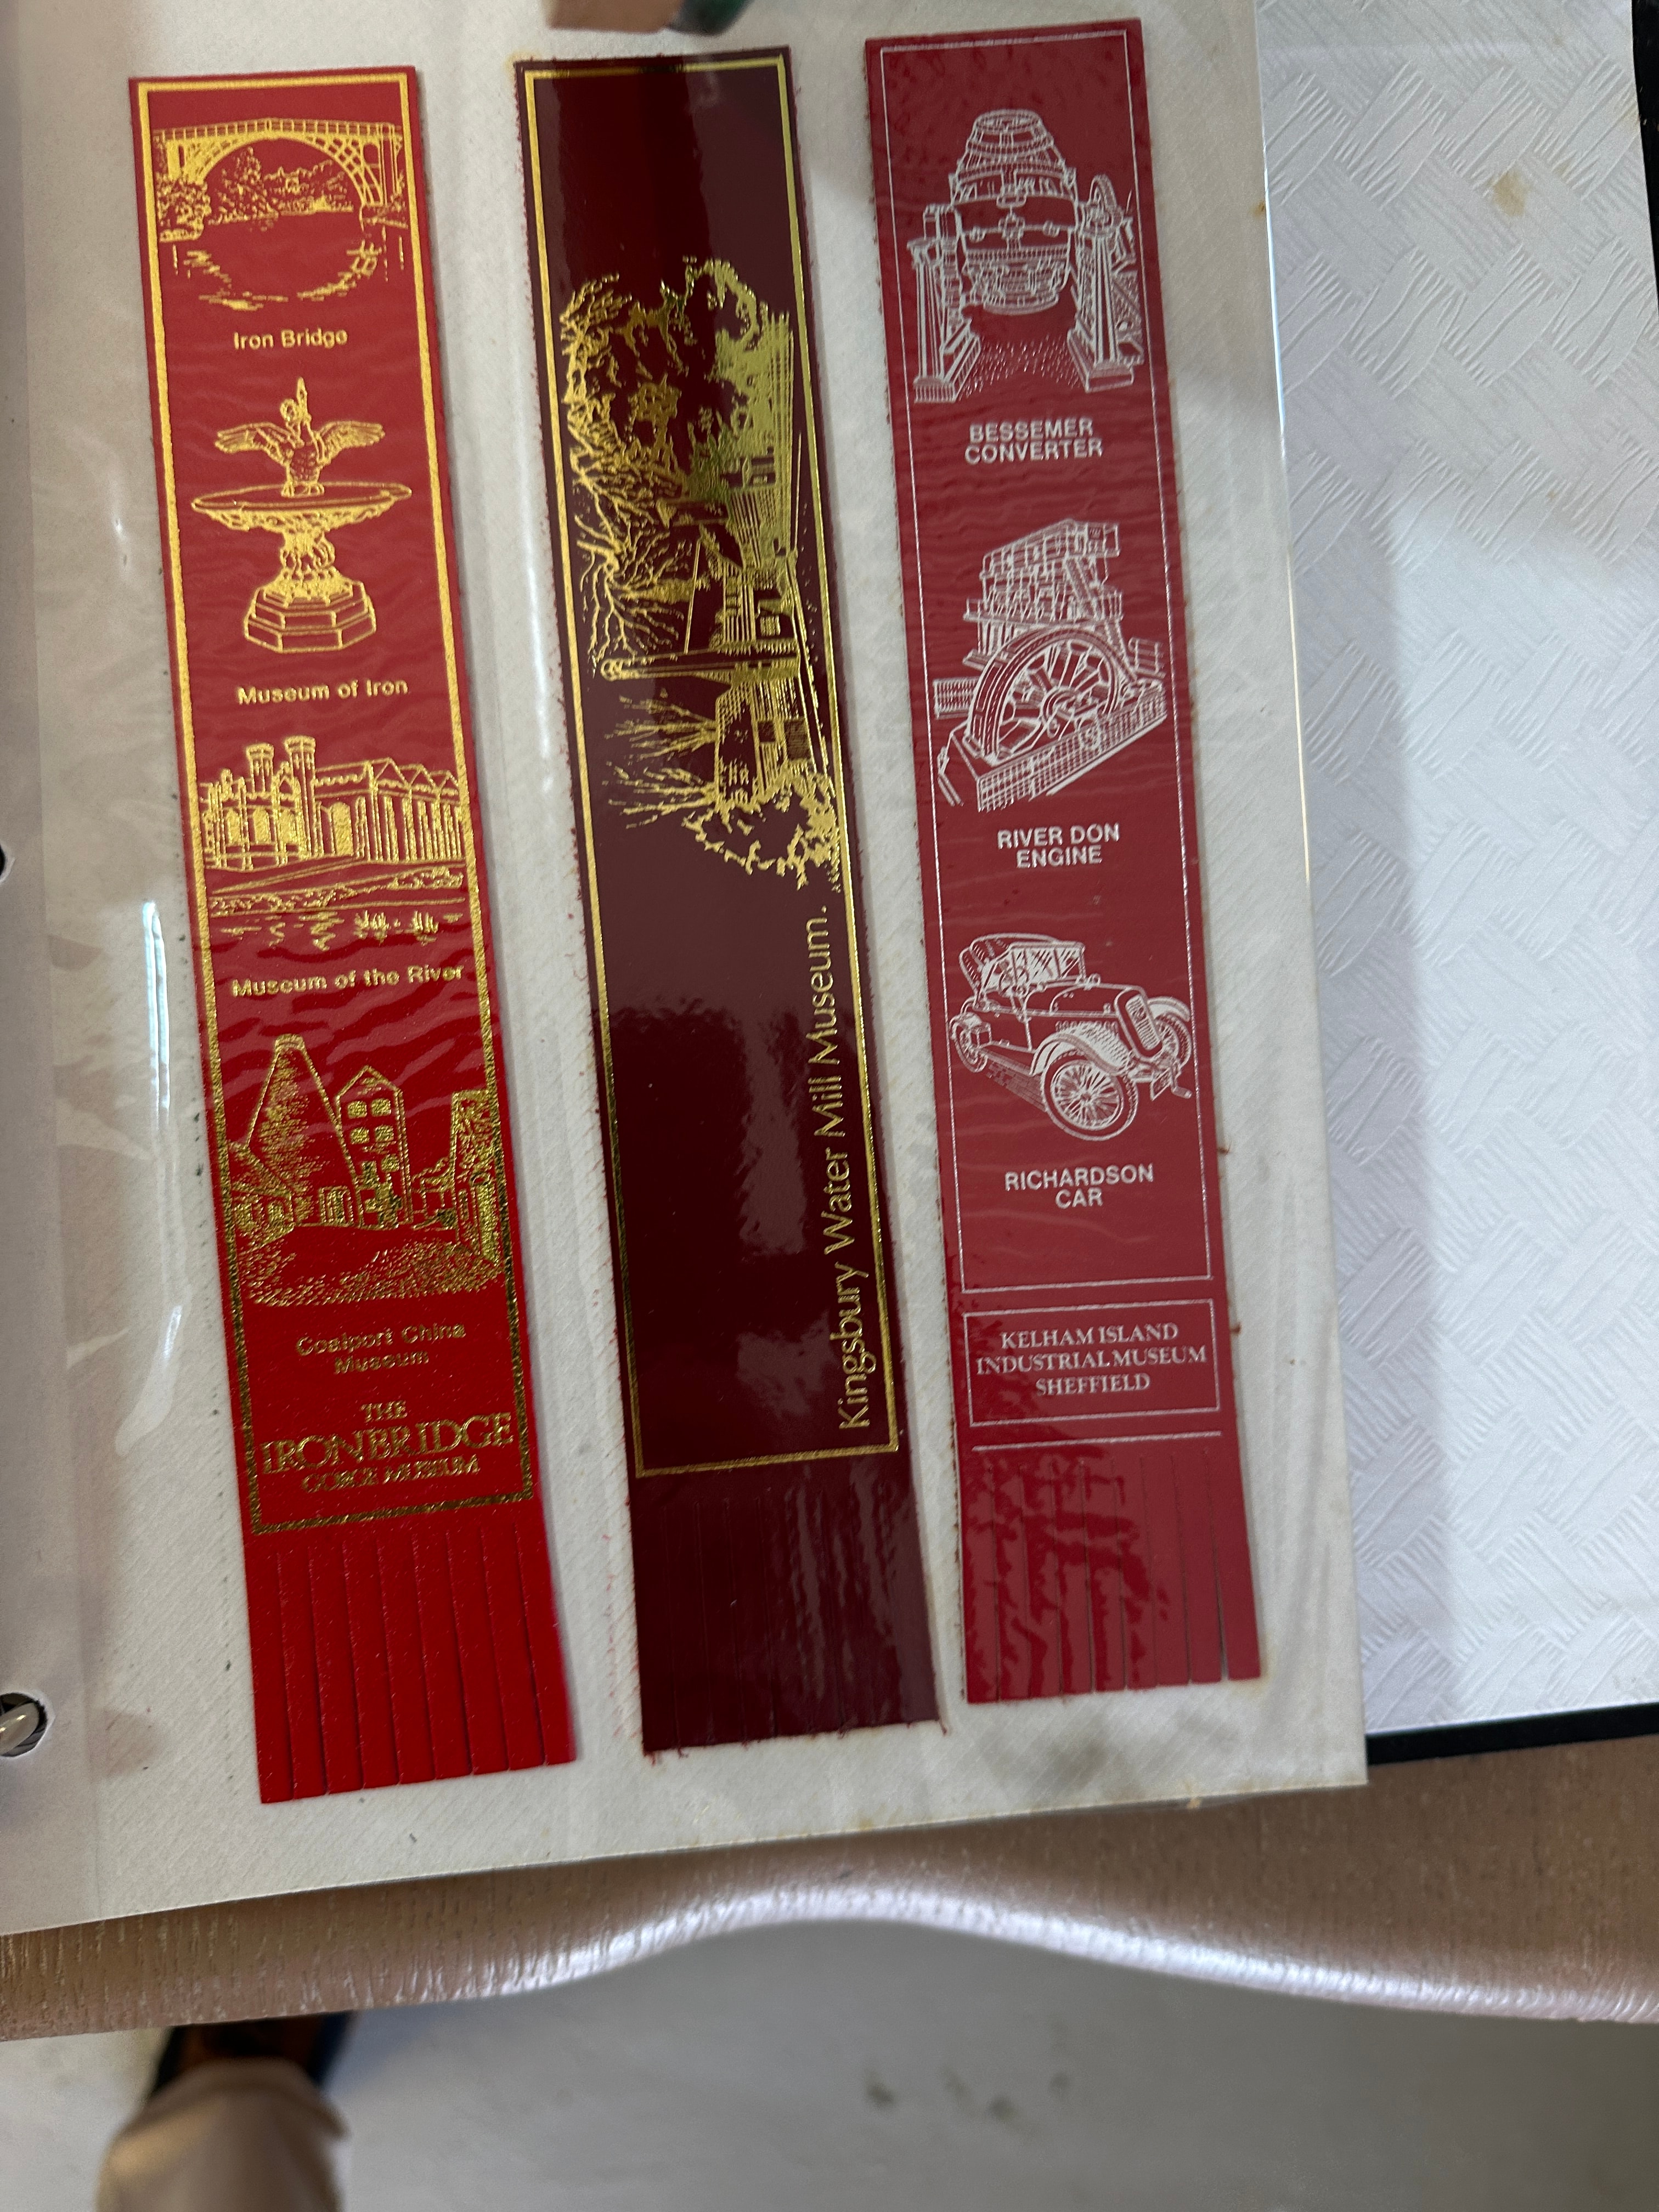 Iron Bridge
Museum of Iron
Museum of the River
Coalport China
Museum
THE
IRONBRIDGE
GORGE MUSEUM
Kingsbury Water Mill Museum.
BESSEMER
CONVERTER
RIVER DON
ENGINE
RICHARDSON
CAR
KELHAM ISLAND
INDUSTRIAL MUSEUM
SHEFFIELD